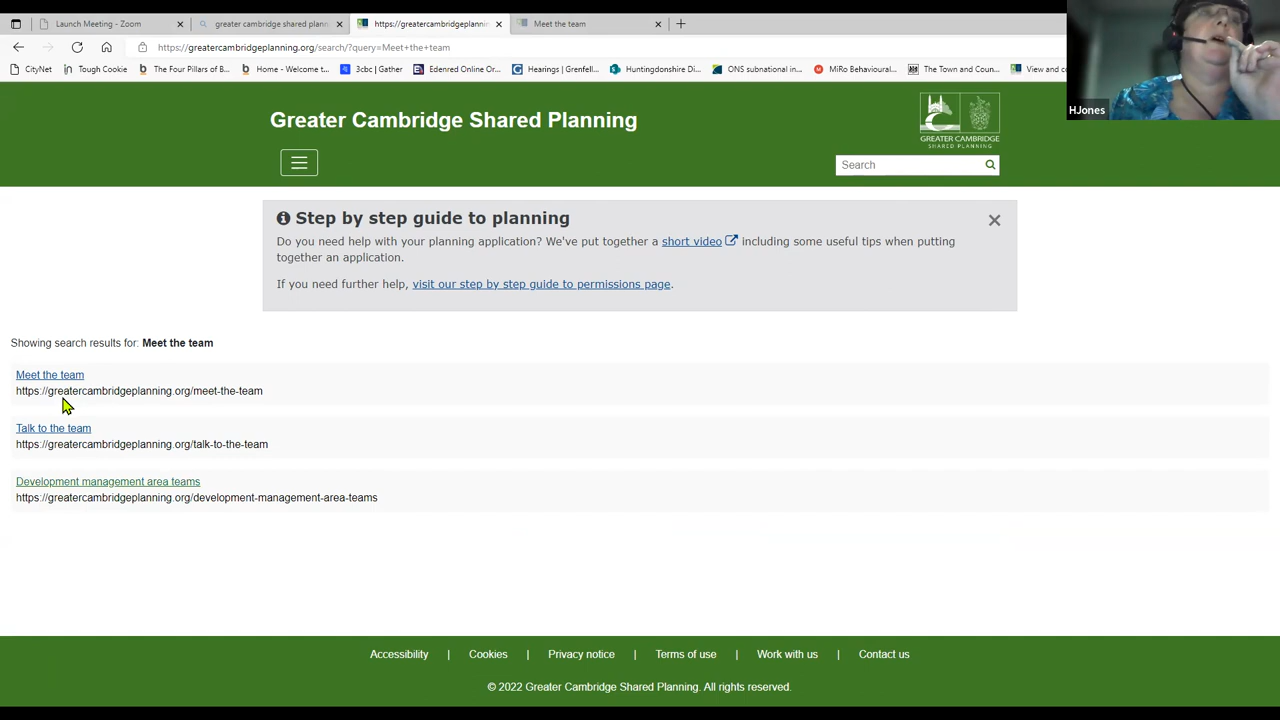 Launch Meeting - Zoom
greater cambridge shared plann
https://greatercambridgeplannin
Meet the team
https://greatercambridgeplanning.org/search/?query=Meet+the+team
CityNet
Tough Cookie
The Four Pillars of B...
Home - Welcome t...
3cbc | Gather
Edenred Online Or...
Hearings | Grenfell...
Huntingdonshire Di...
ONS subnational in...
MiRo Behavioural...
The Town and Coun...
View and c
HJones
Greater Cambridge Shared Planning
GREATER CAMBRIDGE
SHARED PLANNING
Search
Step by step guide to planning
Do you need help with your planning application? We've put together a short video including some useful tips when putting
together an application.
If you need further help, visit our step by step guide to permissions page.
Showing search results for: Meet the team
Meet the team
https://greatercambridgeplanning.org/meet-the-team
Talk to the team
https://greatercambridgeplanning.org/talk-to-the-team
Development management area teams
https://greatercambridgeplanning.org/development-management-area-teams
Accessibility | Cookies | Privacy notice | Terms of use | Work with us | Contact us
© 2022 Greater Cambridge Shared Planning. All rights reserved.